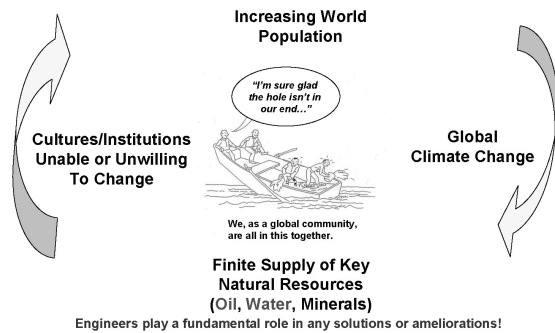 Increasing World
Population
"I'm sure glad
the hole isn't in
our end..."
Cultures/Institutions
Unable or Unwilling
To Change
Global
Climate Change
We, as a global community,
are all in this together.
Finite Supply of Key
Natural Resources
(Oil, Water, Minerals)
Engineers play a fundamental role in any solutions or ameliorations!